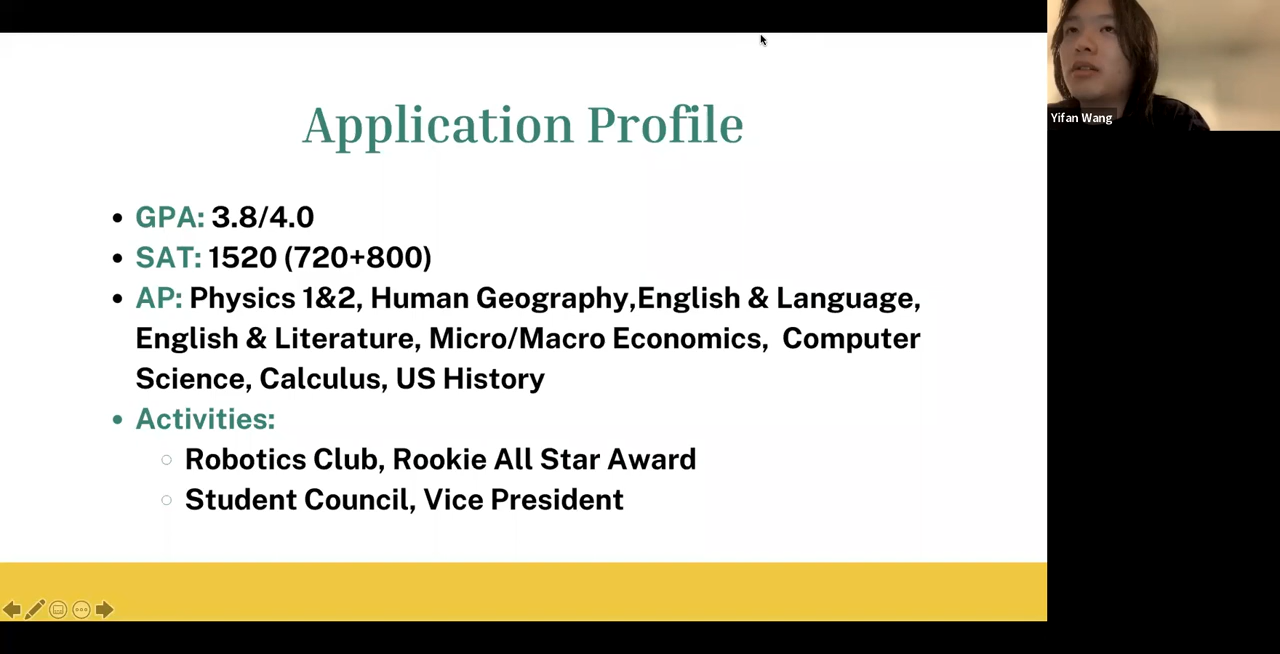 Application Profile
GPA: 3.8/4.0
SAT: 1520 (720+800)
AP: Physics 1&2, Human Geography,English & Language,
English & Literature, Micro/Macro Economics,  Computer
Science, Calculus, US History
Activities:
Robotics Club, Rookie All Star Award
Student Council, Vice President
Yifan Wang